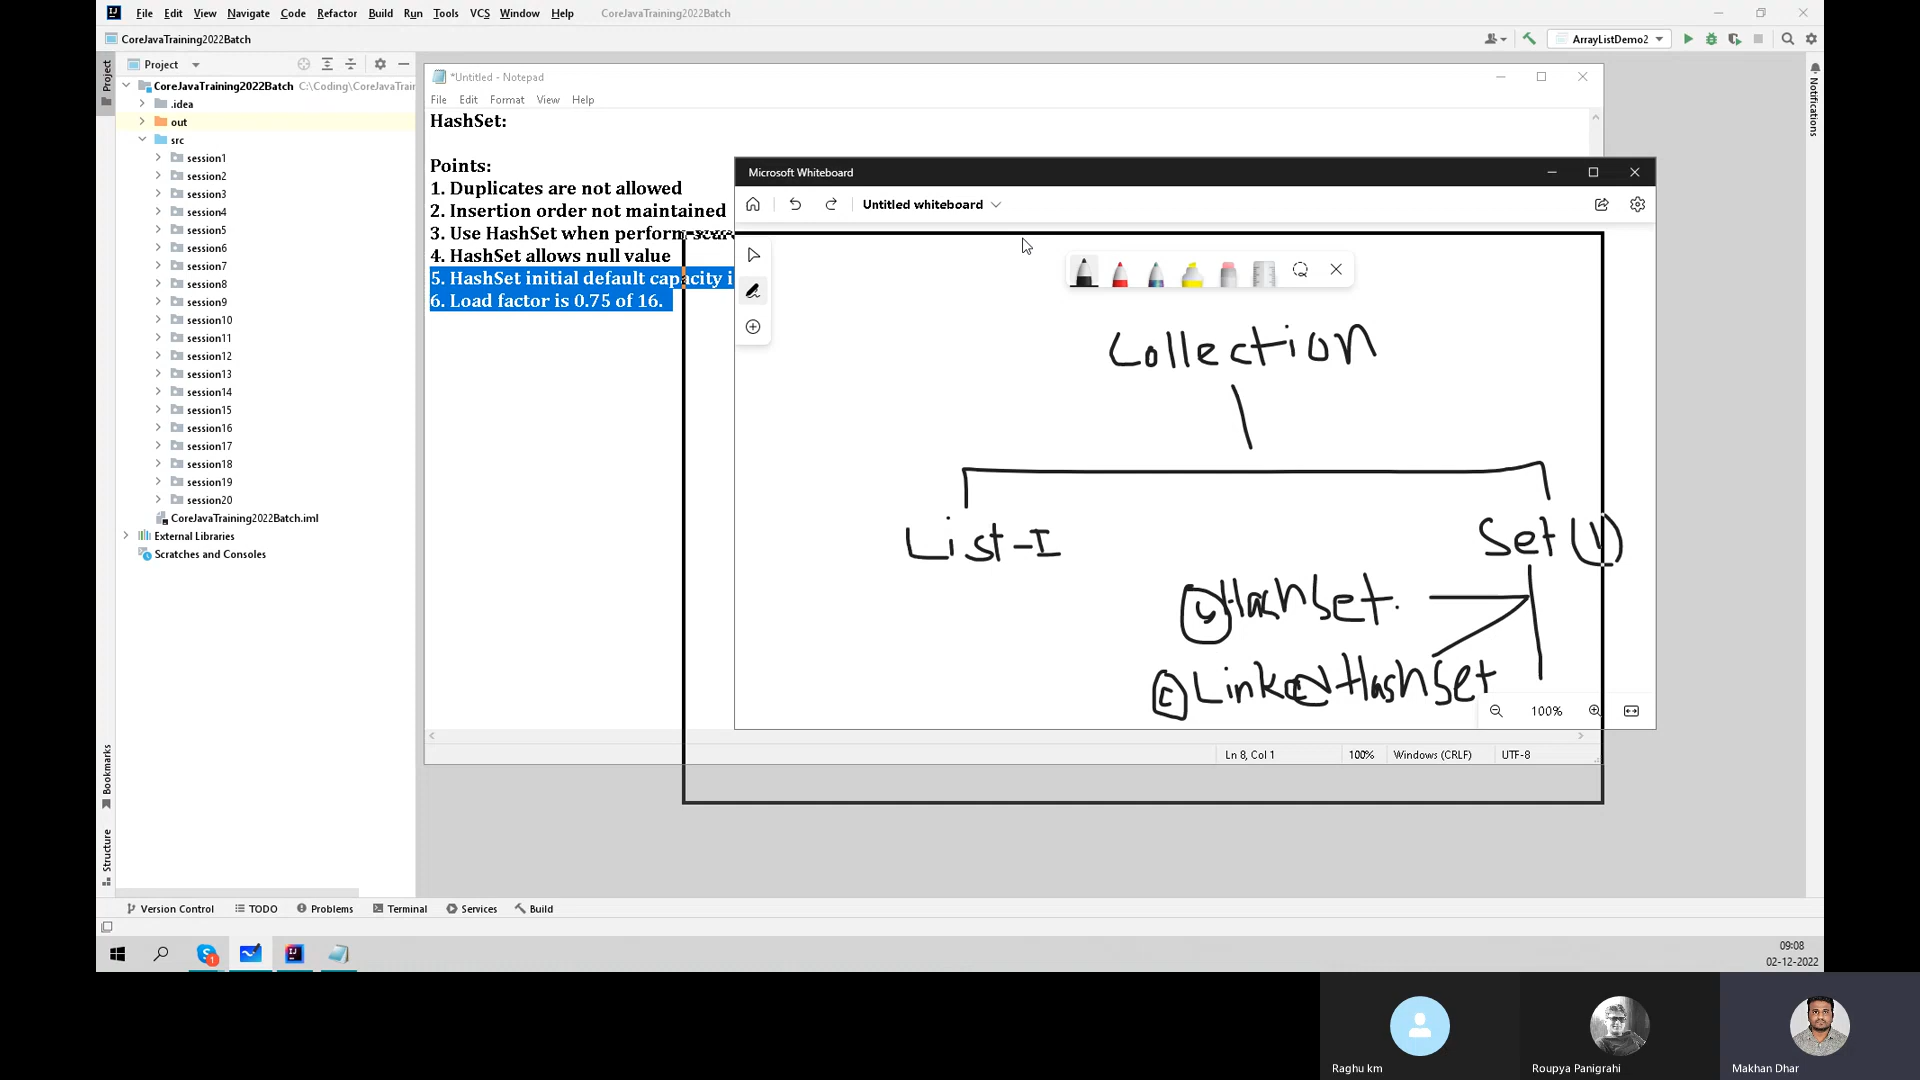 File Edit View Navigate Code Refactor Build Run Tools VCS Window Help CoreJavaTraining2022Batch
CoreJavaTraining2022Batch
ArrayListDemo2
Project
Project
CoreJavaTraining2022Batch C:\Coding\CoreJavaTrair
.idea
out
src
session1
session2
session3
session4
session5
session6
session7
session8
session9
session10
session11
session12
session13
session14
session15
session16
session17
session18
session19
session20
CoreJavaTraining2022Batch.iml
External Libraries
Scratches and Consoles
Bookmarks
Structure
Notifications
*Untitled - Notepad
File Edit Format View Help
HashSet:
Points:
1. Duplicates are not allowed
2. Insertion order not maintained
3. Use HashSet when perform
4. HashSet allows null value
5. HashSet initial default capacity i
6. Load factor is 0.75 of 16.
Microsoft Whiteboard
Untitled whiteboard
Collection
List-I
Set
HashSet.
C LinkedHashSet
100%
Ln 8, Col 1 100% Windows (CRLF) UTF-8
Version Control TODO Problems Terminal Services Build
1
09:08
02-12-2022
Raghu km
Roupya Panigrahi
Makhan Dhar